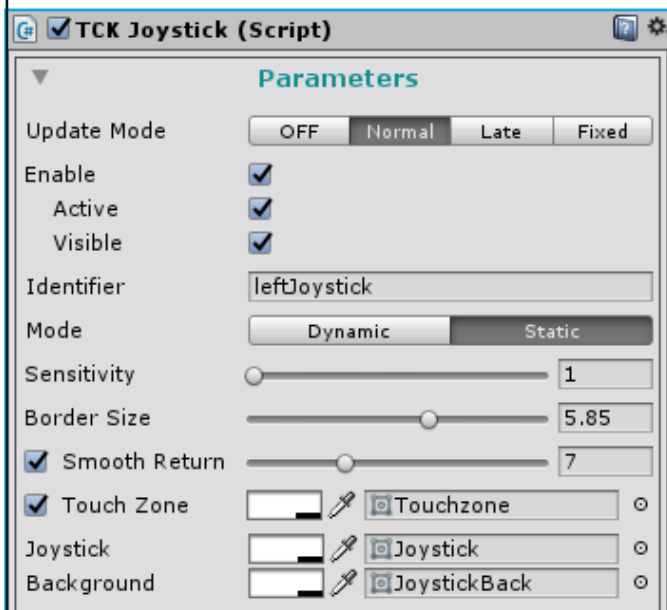 TCK Joystick (Script)
Parameters
Update Mode OFF Normal Late Fixed
Enable
Active
Visible
Identifier leftJoystick
Mode Dynamic Static
Sensitivity 1
Border Size 5.85
Smooth Return 7
Touch Zone Touchzone
Joystick Joystick
Background JoystickBack